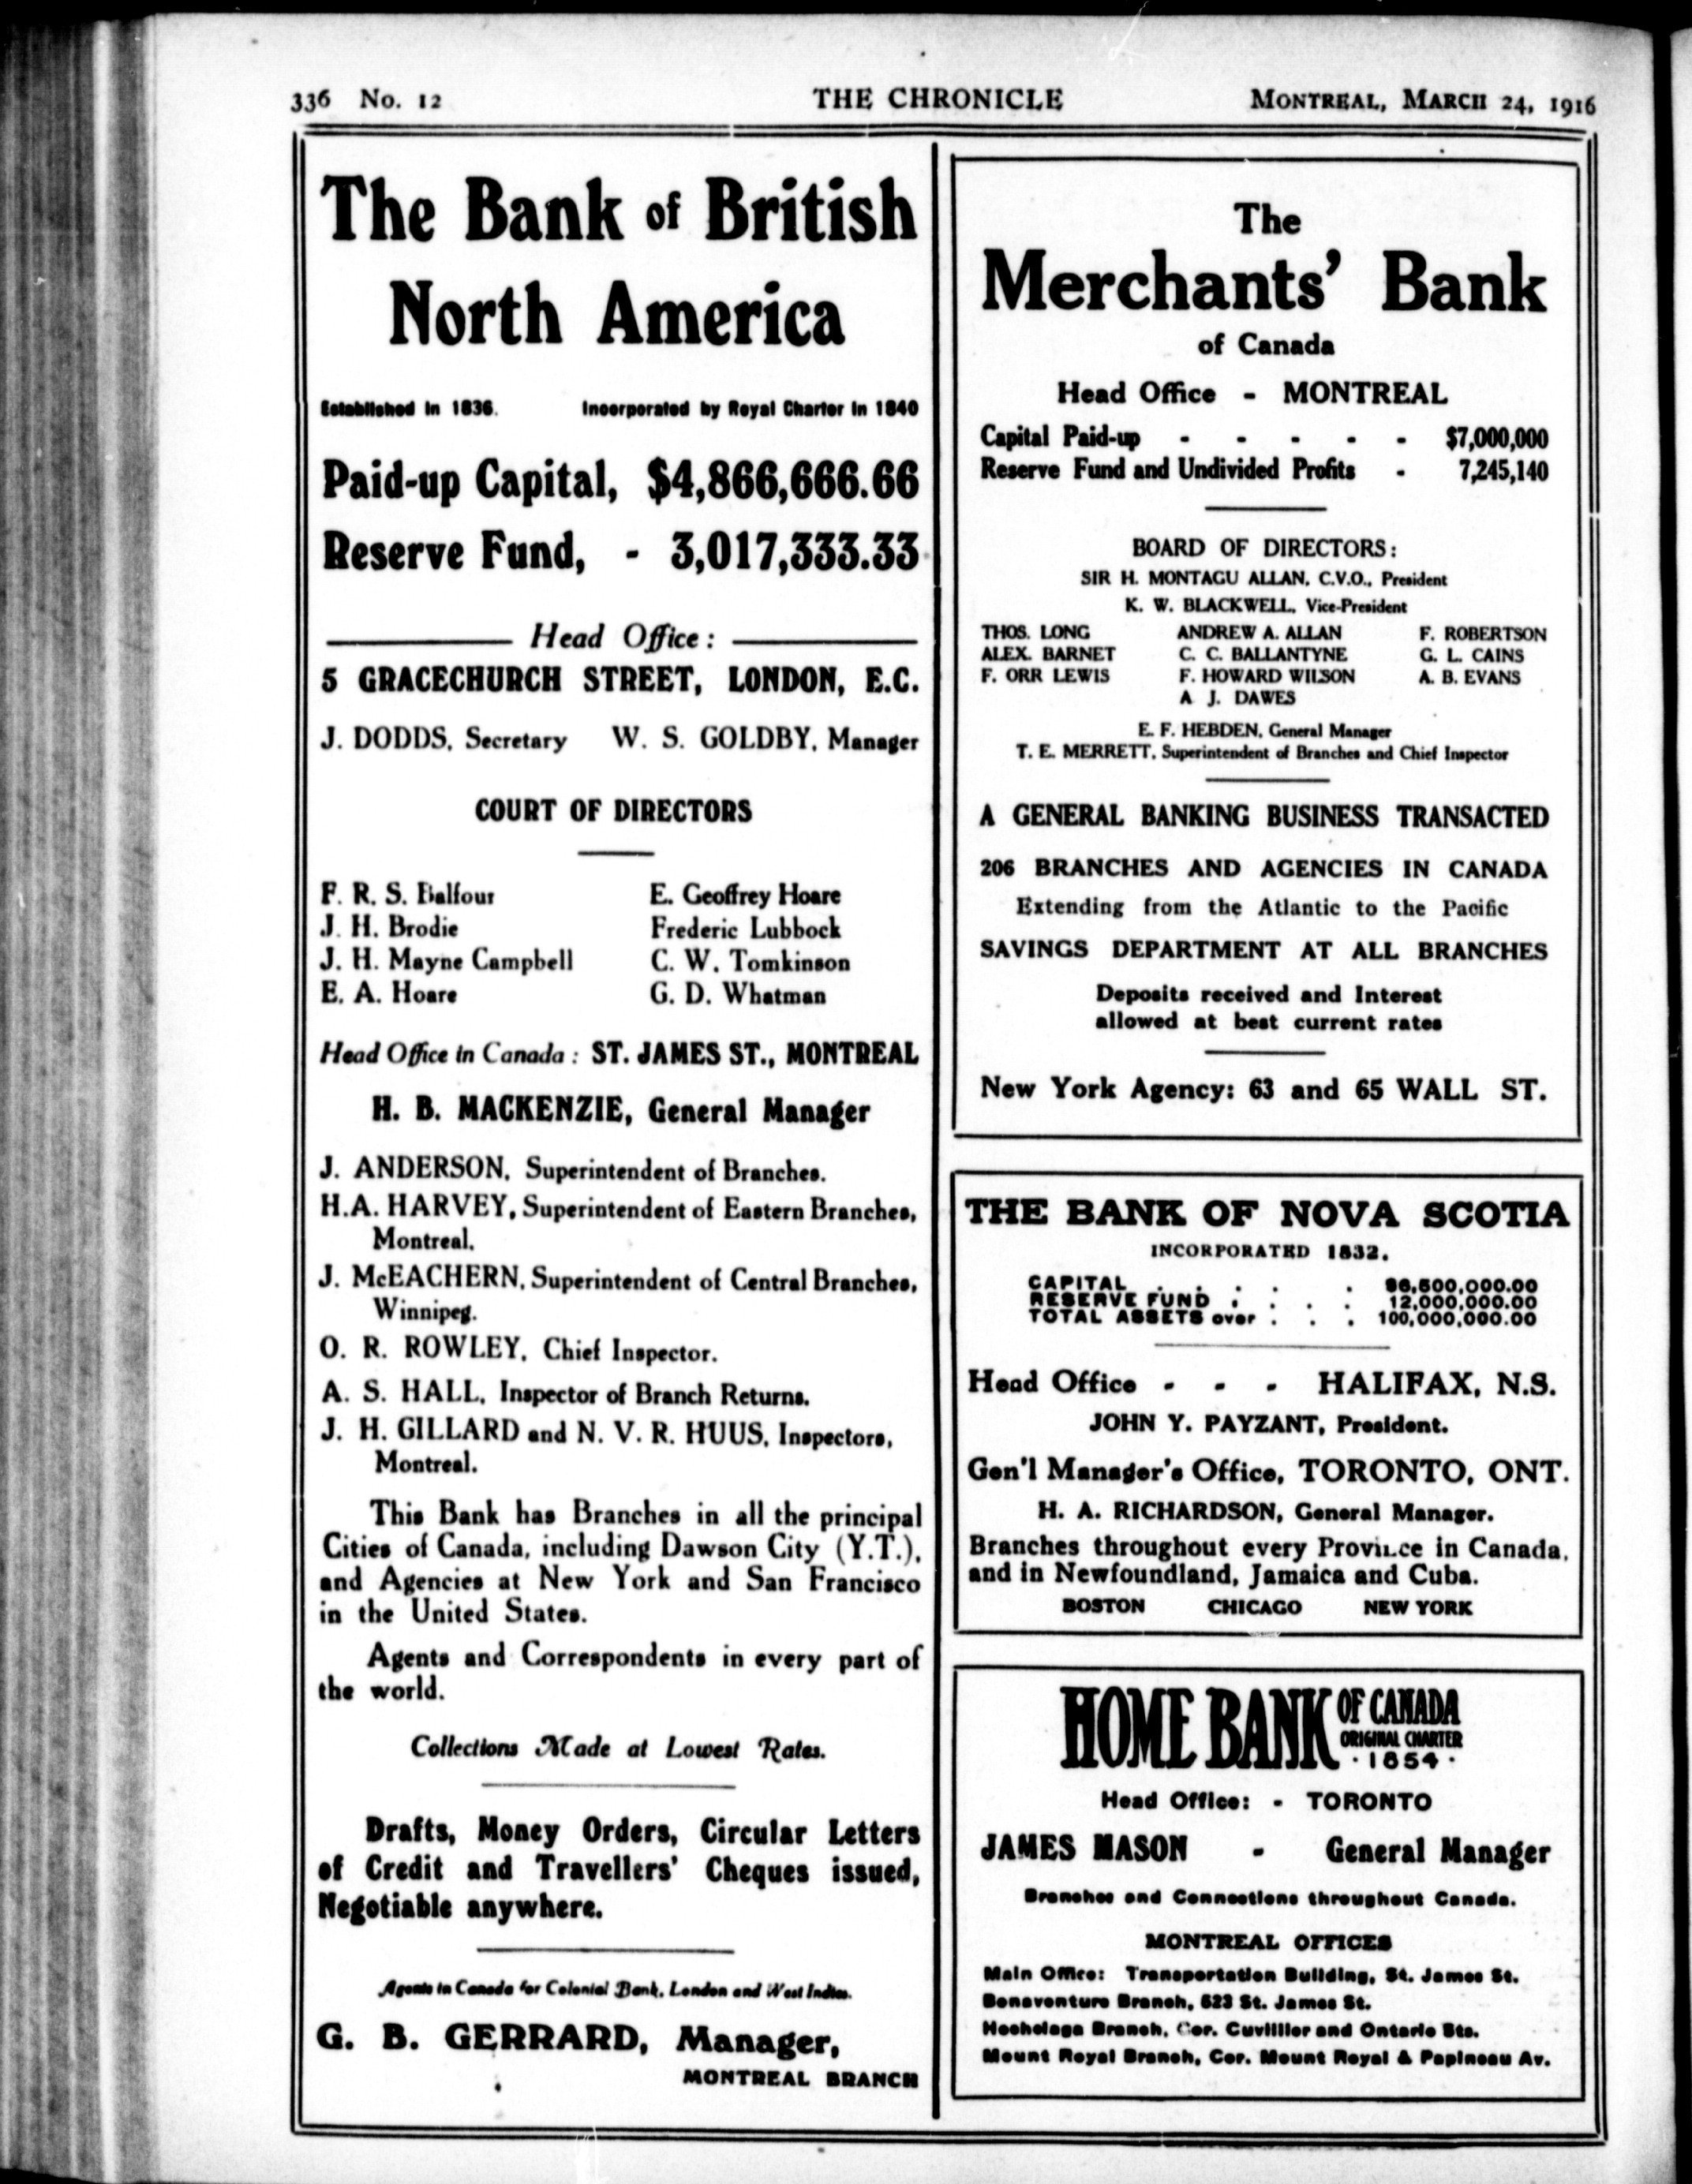 336 No. 12 THE CHRONICLE MONTREAL, MARCH 24, 1916
The Bank of British
North America
Established in 1836. Incorporated by Royal Charter in 1840
Paid-up Capital, $4,866,666.66
Reserve Fund, - 3,017,333.33
Head Office:
5 GRACECHURCH STREET, LONDON, E.C.
J. DODDS, Secretary W. S. GOLDBY, Manager
COURT OF DIRECTORS
F. R. S. Balfour E. Geoffrey Hoare
J. H. Brodie Frederic Lubbock
J. H. Mayne Campbell C. W. Tomkinson
E. A. Hoare G. D. Whatman
Head Office in Canada: ST. JAMES ST., MONTREAL
H. B. MACKENZIE, General Manager
J. ANDERSON, Superintendent of Branches.
H.A. HARVEY, Superintendent of Eastern Branches,
Montreal.
J. McEACHERN, Superintendent of Central Branches,
Winnipeg.
O. R. ROWLEY, Chief Inspector.
A. S. HALL, Inspector of Branch Returns.
J. H. GILLARD and N. V. R. HUUS, Inspectors,
Montreal.
This Bank has Branches in all the principal
Cities of Canada, including Dawson City (Y.T.),
and Agencies at New York and San Francisco
in the United States.
Agents and Correspondents in every part of
the world.
Collections Made at Lowest Rates.
Drafts, Money Orders, Circular Letters
of Credit and Travellers' Cheques issued,
Negotiable anywhere.
Agents in Canada for Colonial Bank, London and West Indies.
G. B. GERRARD, Manager,
MONTREAL BRANCH
The
Merchants' Bank
of Canada
Head Office - MONTREAL
Capital Paid-up - - - - - $7,000,000
Reserve Fund and Undivided Profits - 7,245,140
BOARD OF DIRECTORS:
SIR H. MONTAGU ALLAN, C.V.O., President
K. W. BLACKWELL, Vice-President
THOS. LONG ANDREW A. ALLAN F. ROBERTSON
ALEX. BARNET C. C. BALLANTYNE G. L. CAINS
F. ORR LEWIS F. HOWARD WILSON A. B. EVANS
A. J. DAWES
E. F. HEBDEN, General Manager
T. E. MERRETT, Superintendent of Branches and Chief Inspector
A GENERAL BANKING BUSINESS TRANSACTED
206 BRANCHES AND AGENCIES IN CANADA
Extending from the Atlantic to the Pacific
SAVINGS DEPARTMENT AT ALL BRANCHES
Deposits received and Interest
allowed at best current rates
New York Agency: 63 and 65 WALL ST.
THE BANK OF NOVA SCOTIA
INCORPORATED 1832.
CAPITAL . . . . . $6,500,000.00
RESERVE FUND . . . . 12,000,000.00
TOTAL ASSETS over . . . 100,000,000.00
Head Office - - - HALIFAX, N.S.
JOHN Y. PAYZANT, President.
Gen'l Manager's Office, TORONTO, ONT.
H. A. RICHARDSON, General Manager.
Branches throughout every Province in Canada,
and in Newfoundland, Jamaica and Cuba.
BOSTON CHICAGO NEW YORK
HOME BANK OF CANADA
ORIGINAL CHARTER
· 1854 ·
Head Office: - TORONTO
JAMES MASON - General Manager
Branches and Connections throughout Canada.
MONTREAL OFFICES
Main Office: Transportation Building, St. James St.
Bonaventure Branch, 523 St. James St.
Hochelaga Branch, Cor. Cuvillier and Ontario Sts.
Mount Royal Branch, Cor. Mount Royal & Papineau Av.